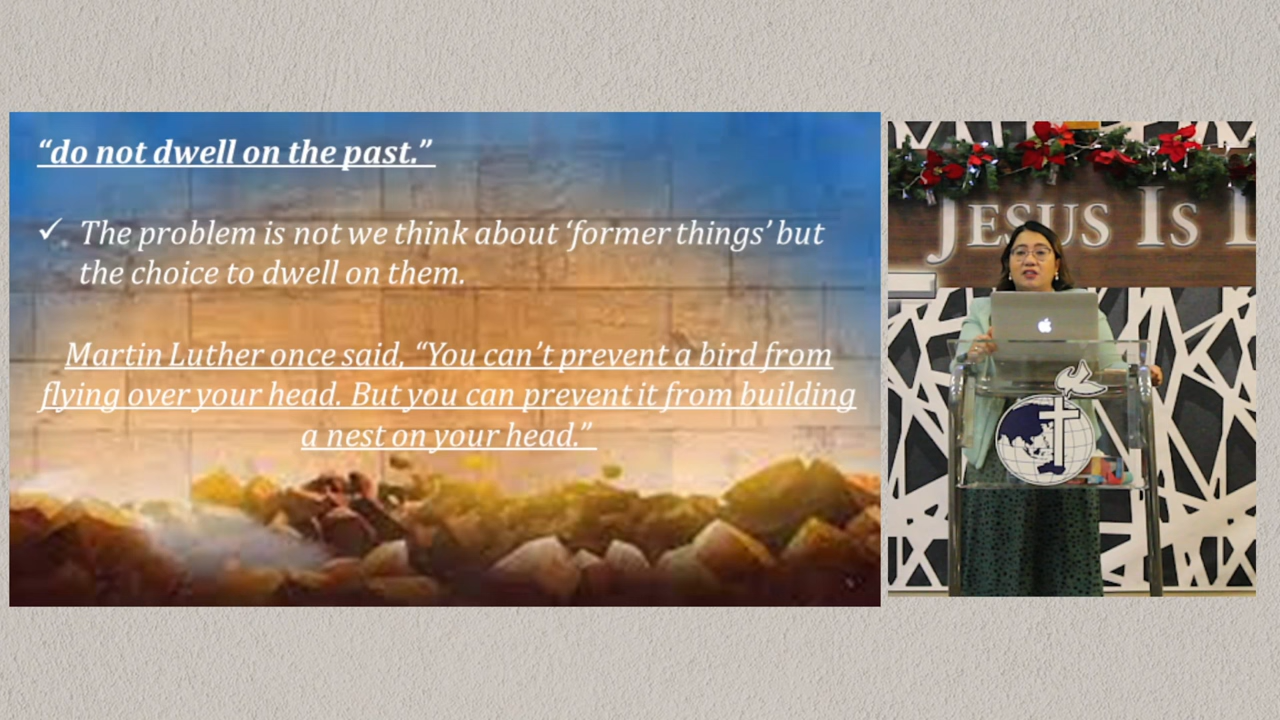 “do not dwell on the past.”
✓ The problem is not we think about ‘former things’ but
the choice to dwell on them.
Martin Luther once said, “You can’t prevent a bird from
flying over your head. But you can prevent it from building
a nest on your head.”
JESUS IS L